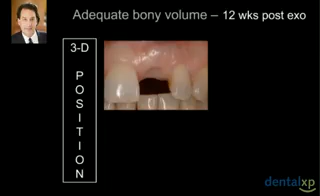 Adequate bony volume – 12 wks post exo
3-D
P
O
S
I
T
I
O
N
dentalxp